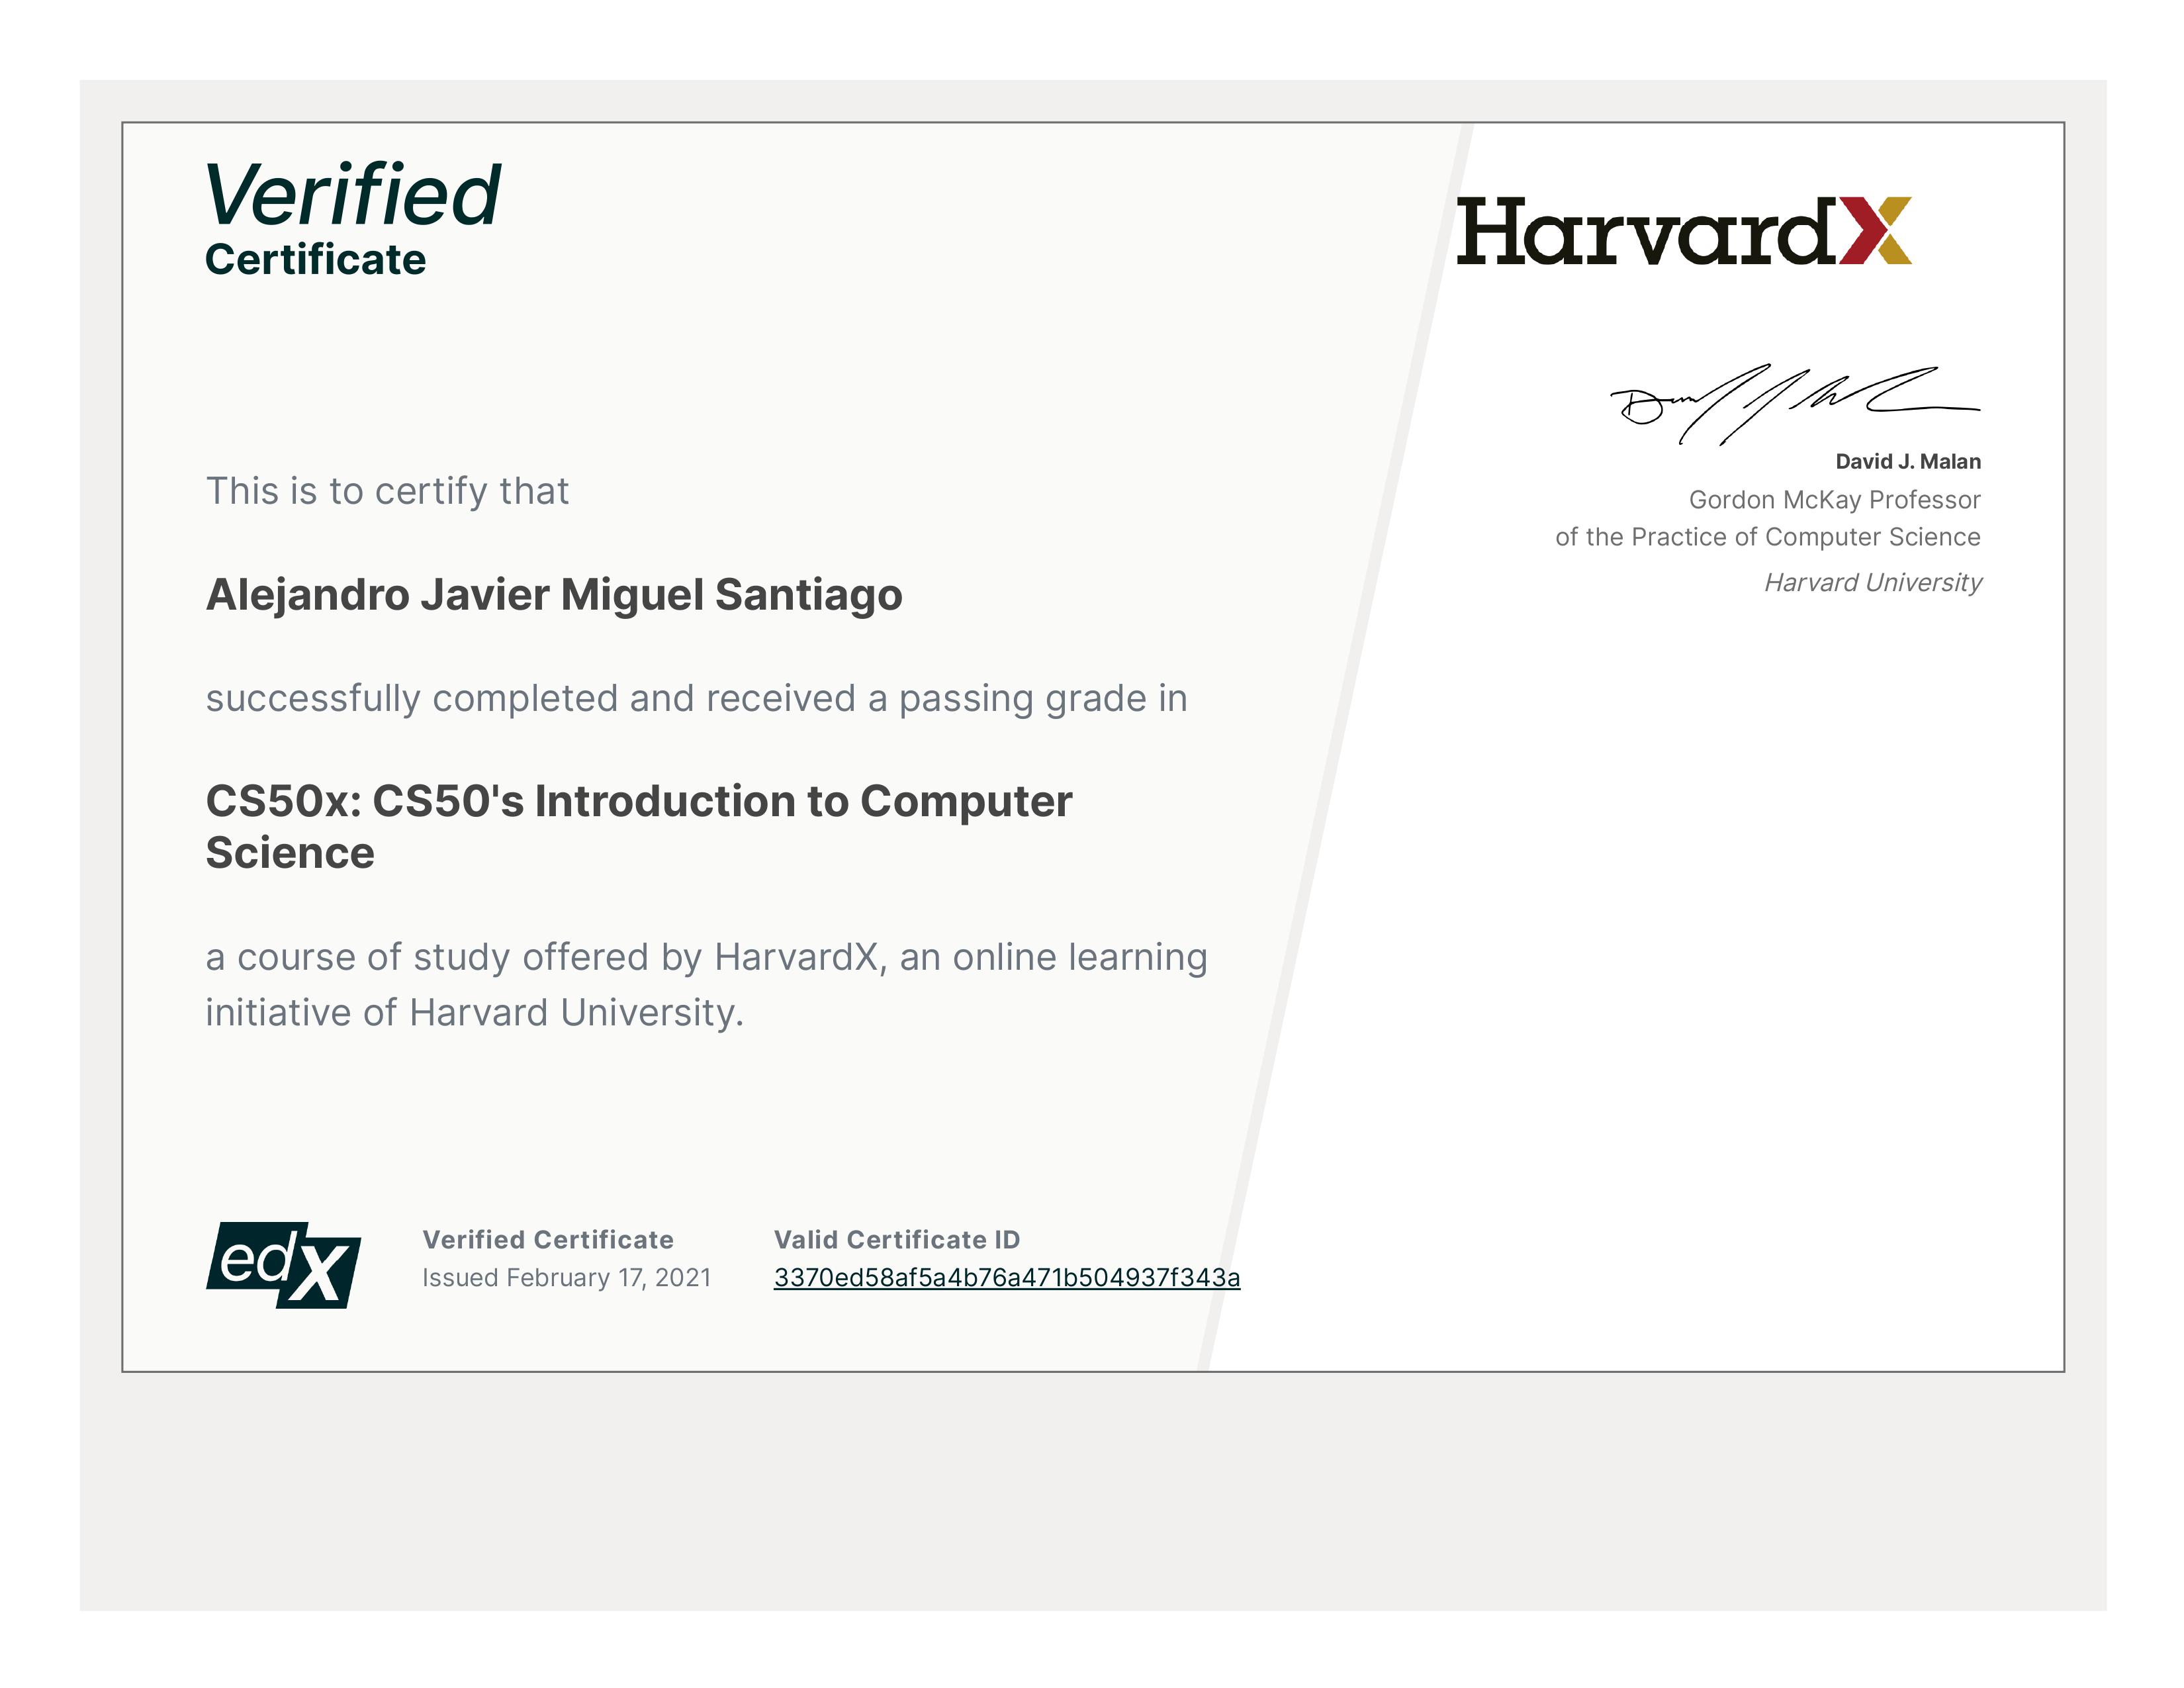 Verified
Certificate
HarvardX
David J. Malan
Gordon McKay Professor
of the Practice of Computer Science
Harvard University
This is to certify that
Alejandro Javier Miguel Santiago
successfully completed and received a passing grade in
CS50x: CS50's Introduction to Computer
Science
a course of study offered by HarvardX, an online learning
initiative of Harvard University.
edX
Verified Certificate
Issued February 17, 2021
Valid Certificate ID
3370ed58af5a4b76a471b504937f343a